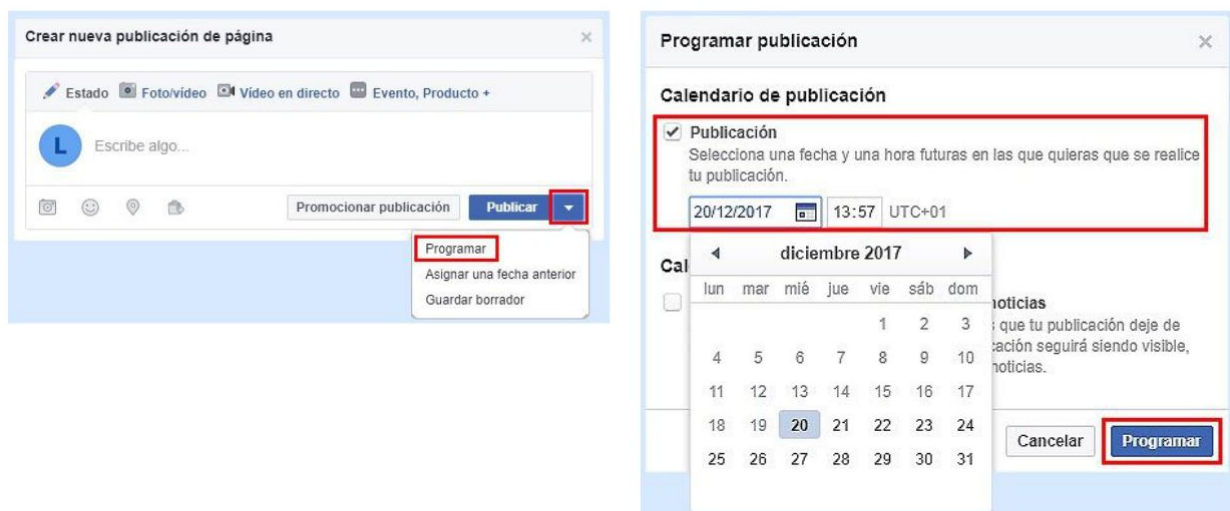 Crear nueva publicación de página
Estado Foto/vídeo Vídeo en directo Evento, Producto +
L
Escribe algo...
Promocionar publicación Publicar
Programar
Asignar una fecha anterior
Guardar borrador
Programar publicación
Calendario de publicación
Publicación
Selecciona una fecha y una hora futuras en las que quieras que se realice
tu publicación.
20/12/2017 13:57 UTC+01
diciembre 2017
Cal
lun mar mié jue vie sáb dom
noticias
1 2 3
que tu publicación deje de
seguirá siendo visible,
4 5 6 7 8 9 10
noticias.
11 12 13 14 15 16 17
18 19 20 21 22 23 24
Cancelar Programar
25 26 27 28 29 30 31